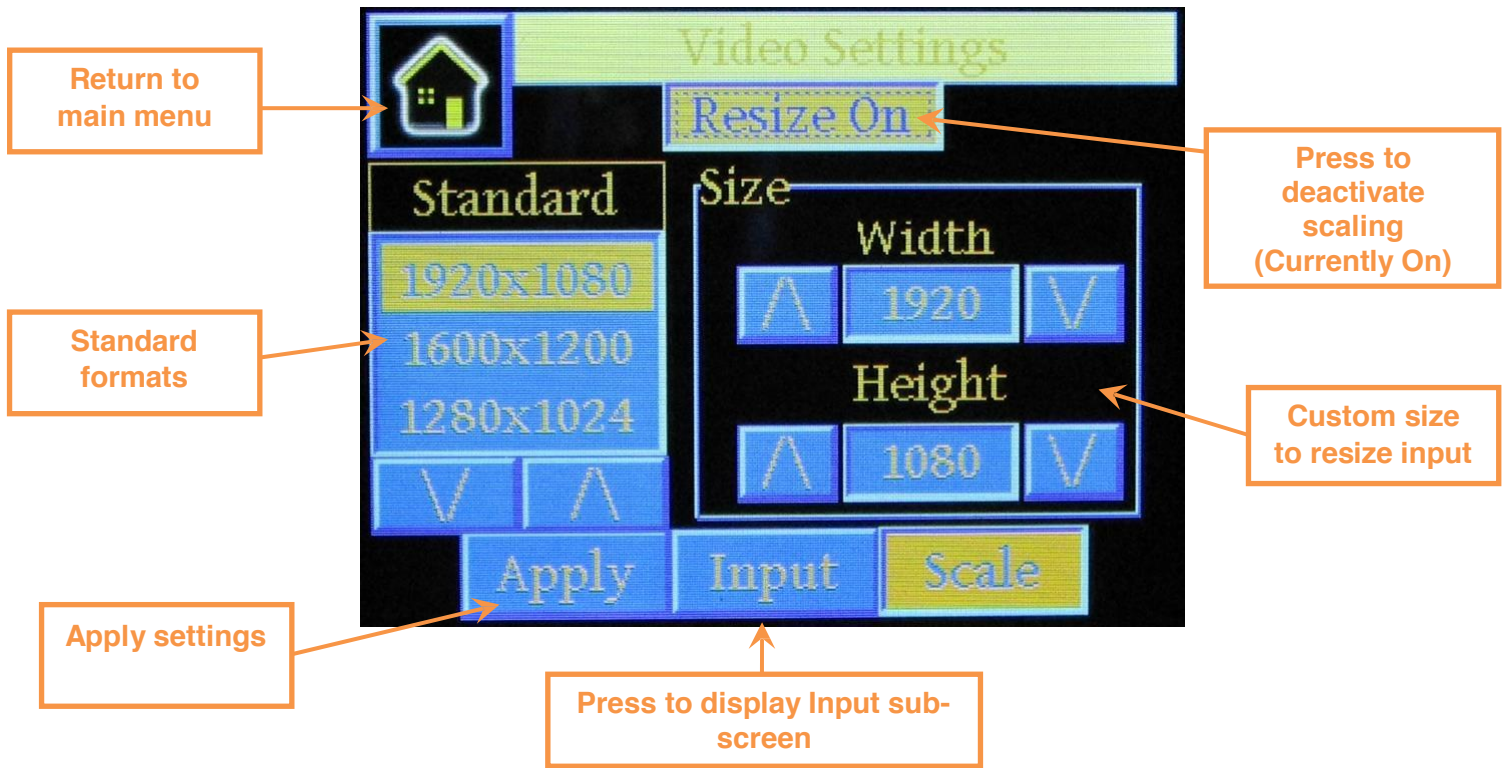 Video Settings
Return to
main menu
Resize On
Press to
deactivate
scaling
(Currently On)
Standard
Size
Width
1920x1080
1920
Standard
formats
1600x1200
Height
1280x1024
1080
Custom size
to resize input
Apply
Input
Scale
Apply settings
Press to display Input sub-
screen